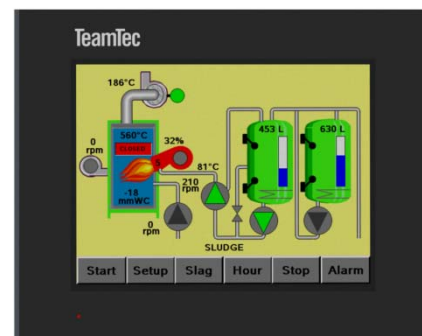 TeamTec
186°C
560°C
0
rpm
32%
453 L
630 L
S
81°C
210
rpm
-18
mmWC
0
rpm
SLUDGE
Start Setup Slag Hour Stop Alarm